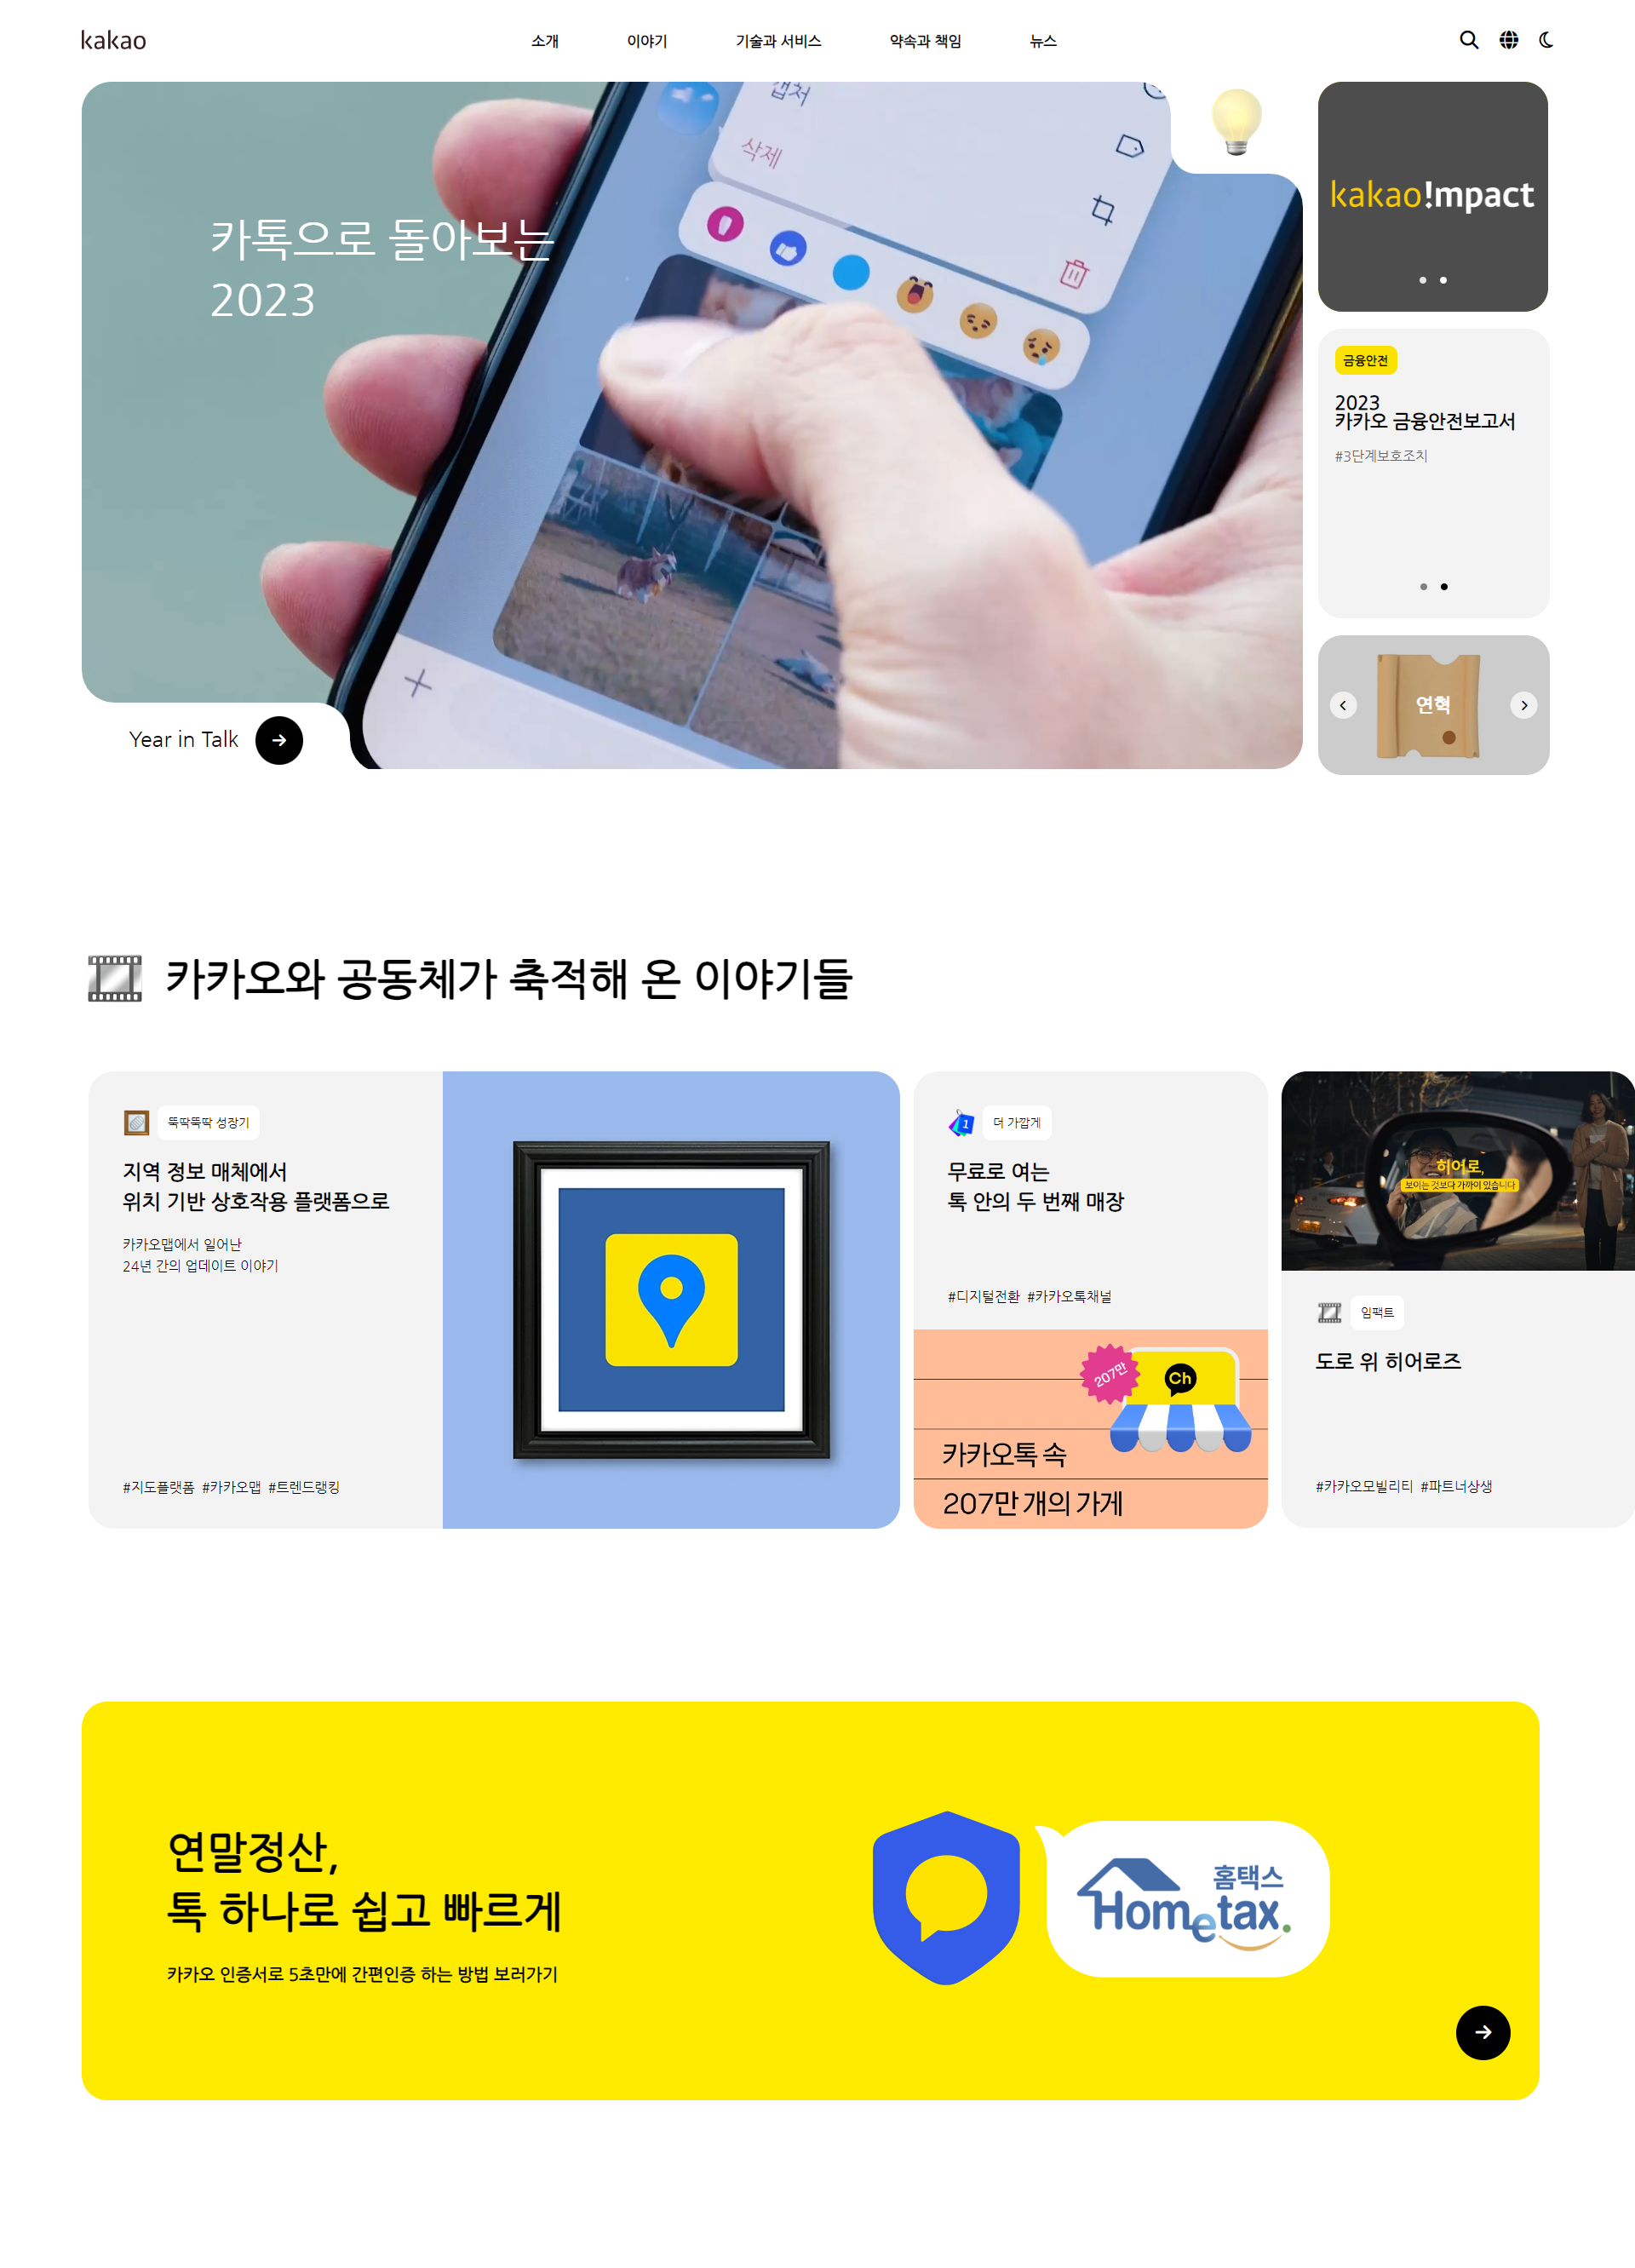 kakao
소개
이야기
기술과 서비스
약속과 책임
뉴스
캡처
삭제
카톡으로 돌아보는
2023
Year in Talk
kakao!mpact
금융안전
2023
카카오 금융안전보고서
#3단계보호조치
연혁
카카오와 공동체가 축적해 온 이야기들
뚝딱뚝딱 성장기
지역 정보 매체에서
위치 기반 상호작용 플랫폼으로
카카오맵에서 일어난
24년 간의 업데이트 이야기
#지도플랫폼 #카카오맵 #트렌드랭킹
1
더 가깝게
무료로 여는
톡 안의 두 번째 매장
#디지털전환 #카카오톡채널
207만
Ch
카카오톡 속
207만 개의 가게
히어로,
보이는 것보다 가까이 있습니다
임팩트
도로 위 히어로즈
#카카오모빌리티 #파트너상생
연말정산,
톡 하나로 쉽고 빠르게
카카오 인증서로 5초만에 간편인증 하는 방법 보러가기
홈택스
Hometax.